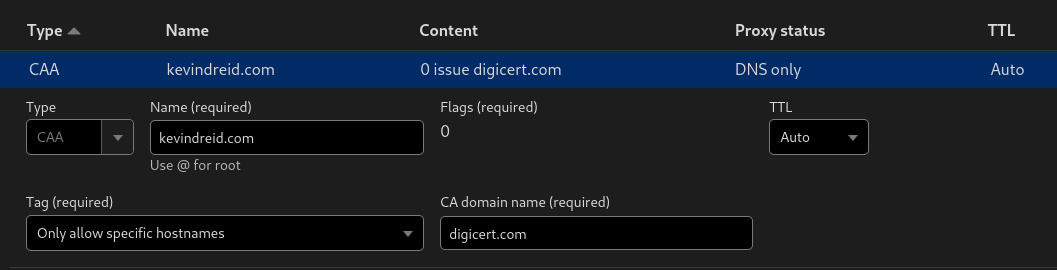 Type Name Content Proxy status TTL
CAA kevindreid.com 0 issue digicert.com DNS only Auto
Type Name (required) Flags (required) TTL
CAA kevindreid.com 0 Auto
Use @ for root
Tag (required) CA domain name (required)
Only allow specific hostnames digicert.com